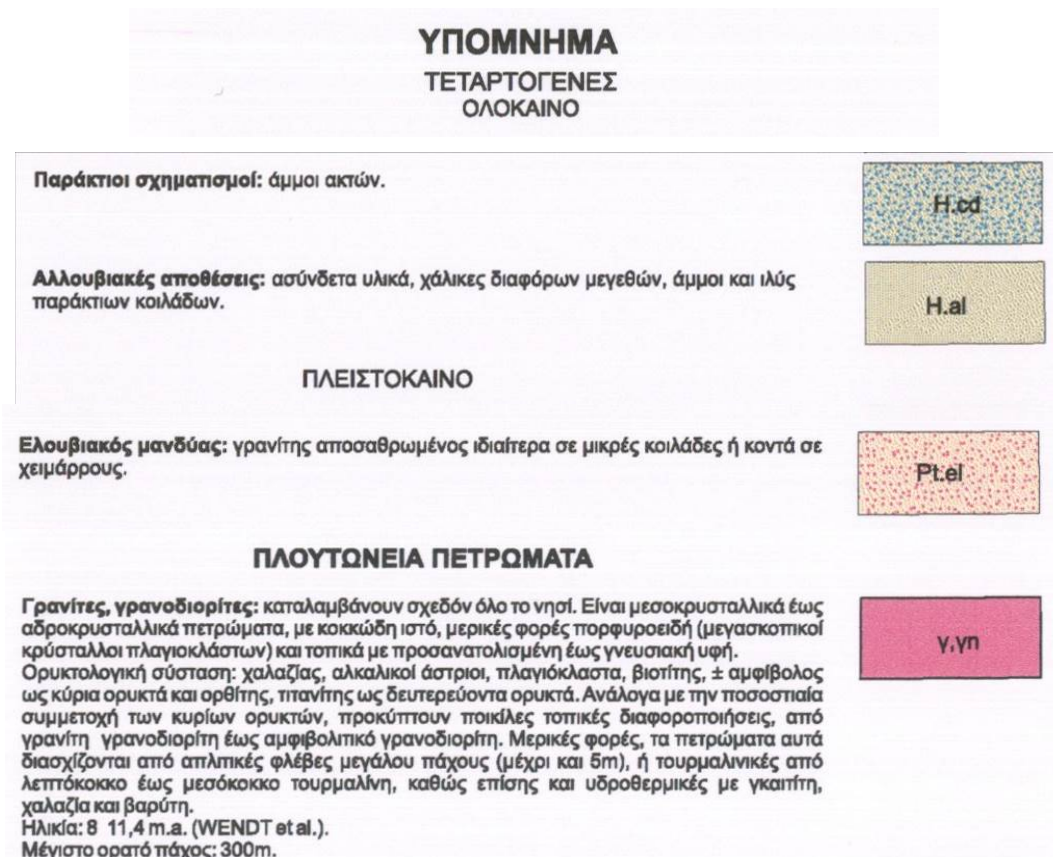 ΥΠΟΜΝΗΜΑ
ΤΕΤΑΡΤΟΓΕΝΕΣ
ΟΛΟΚΑΙΝΟ
Παράκτιοι σχηματισμοί: άμμοι ακτών.
H.cd
Αλλουβιακές αποθέσεις: ασύνδετα υλικά, χάλικες διαφόρων μεγεθών, άμμοι και ιλύς
παράκτιων κοιλάδων.
H.al
ΠΛΕΙΣΤΟΚΑΙΝΟ
Ελουβιακός μανδύας: γρανίτης αποσαθρωμένος ιδιαίτερα σε μικρές κοιλάδες ή κοντά σε
χειμάρρους.
Pt.el
ΠΛΟΥΤΩΝΕΙΑ ΠΕΤΡΩΜΑΤΑ
Γρανίτες, γρανοδιορίτες: καταλαμβάνουν σχεδόν όλο το νησί. Είναι μεσοκρυσταλλικά έως
αδροκρυσταλλικά πετρώματα, με κοκκώδη ιστό, μερικές φορές πορφυροειδή (μεγασκοπικοί
κρύσταλλοι πλαγιοκλάστων) και τοπικά με προσανατολισμένη έως γνευσιακή υφή.
γ,γη
Ορυκτολογική σύσταση: χαλαζίας, αλκαλικοί άστριοι, πλαγιόκλαστα, βιοτίτης, ± αμφίβολος
ως κύρια ορυκτά και ορθίτης, τιτανίτης ως δευτερεύοντα ορυκτά. Ανάλογα με την ποσοστιαία
συμμετοχή των κυρίων ορυκτών, προκύπτουν ποικίλες τοπικές διαφοροποιήσεις, από
γρανίτη γρανοδιορίτη έως αμφιβολιτικό γρανοδιορίτη. Μερικές φορές, τα πετρώματα αυτά
διασχίζονται από απλιτικές φλέβες μεγάλου πάχους (μέχρι και 5m), ή τουρμαλινικές από
λεπτόκοκκο έως μεσόκοκκο τουρμαλίνη, καθώς επίσης και υδροθερμικές με γκαιτίτη,
χαλαζία και βαρύτη.
Ηλικία: 8 11,4 m.a. (WENDT et al.).
Μέγιστο ορατό πάχος: 300m.